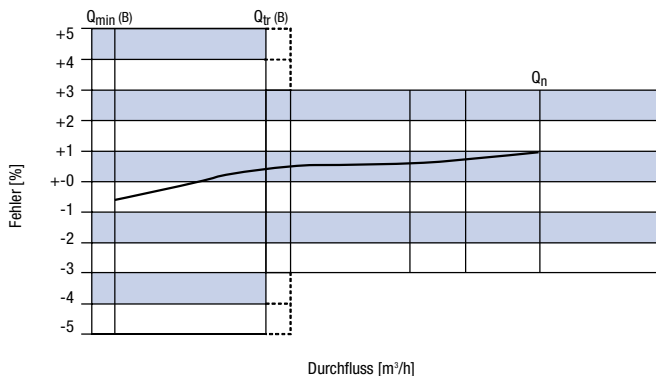 Qmin (B)
Qtr (B)
+5
+4
+3
Qn
+2
+1
+-0
-1
-2
-3
-4
-5
Fehler [%]
Durchfluss [m³/h]